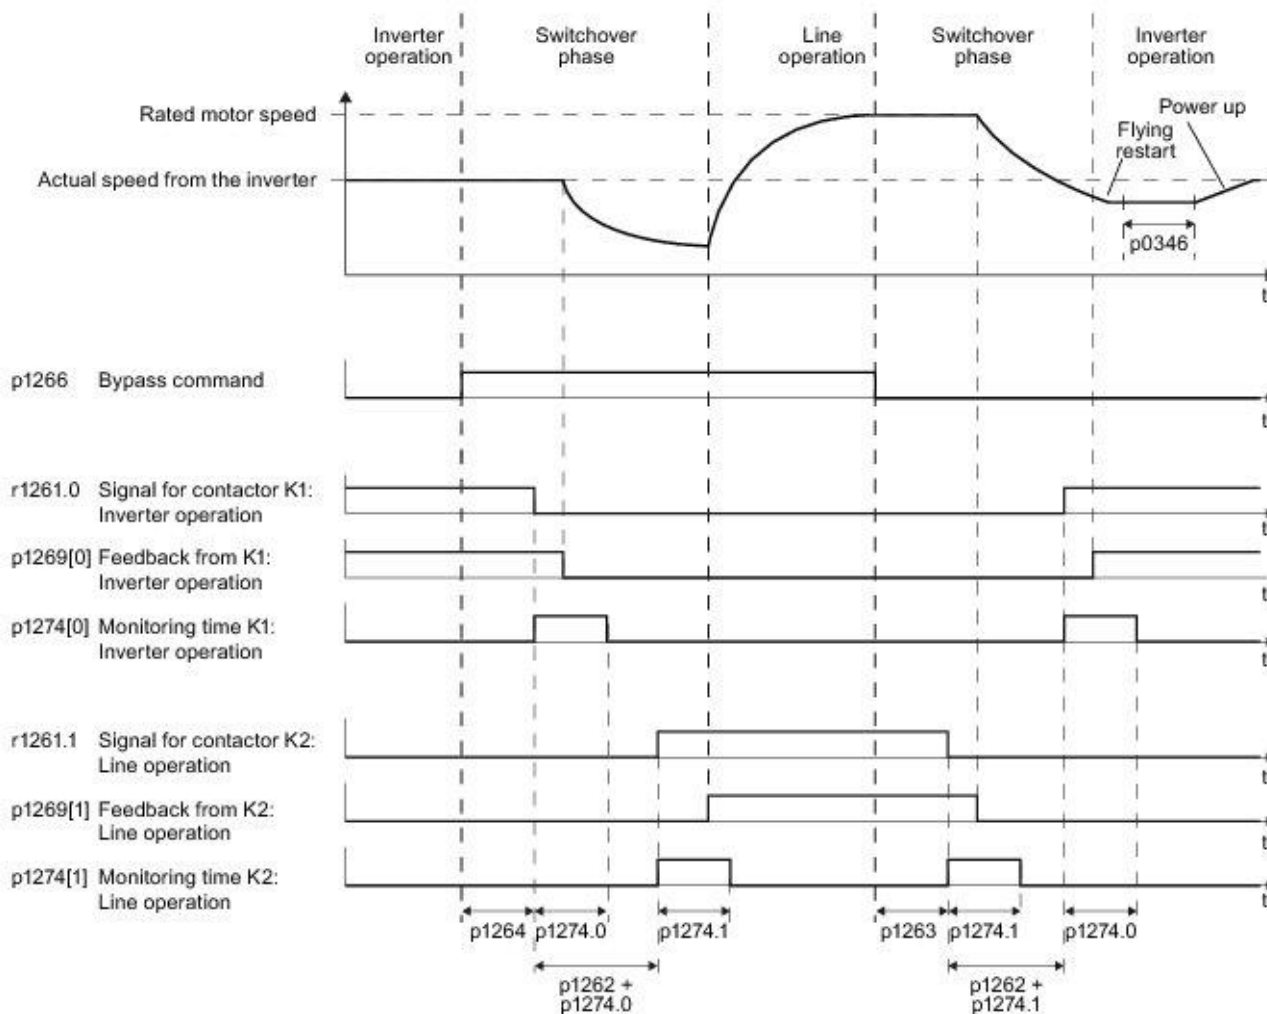 Inverter operation
Switchover phase
Line operation
Switchover phase
Inverter operation
Rated motor speed
Power up
Flying restart
Actual speed from the inverter
p0346
t
p1266 Bypass command
t
r1261.0 Signal for contactor K1:
Inverter operation
t
p1269[0] Feedback from K1:
Inverter operation
t
p1274[0] Monitoring time K1:
Inverter operation
t
r1261.1 Signal for contactor K2:
Line operation
t
p1269[1] Feedback from K2:
Line operation
t
p1274[1] Monitoring time K2:
Line operation
t
p1264 p1274.0 p1274.1 p1263 p1274.1 p1274.0
p1262 +
p1274.0
p1262 +
p1274.1